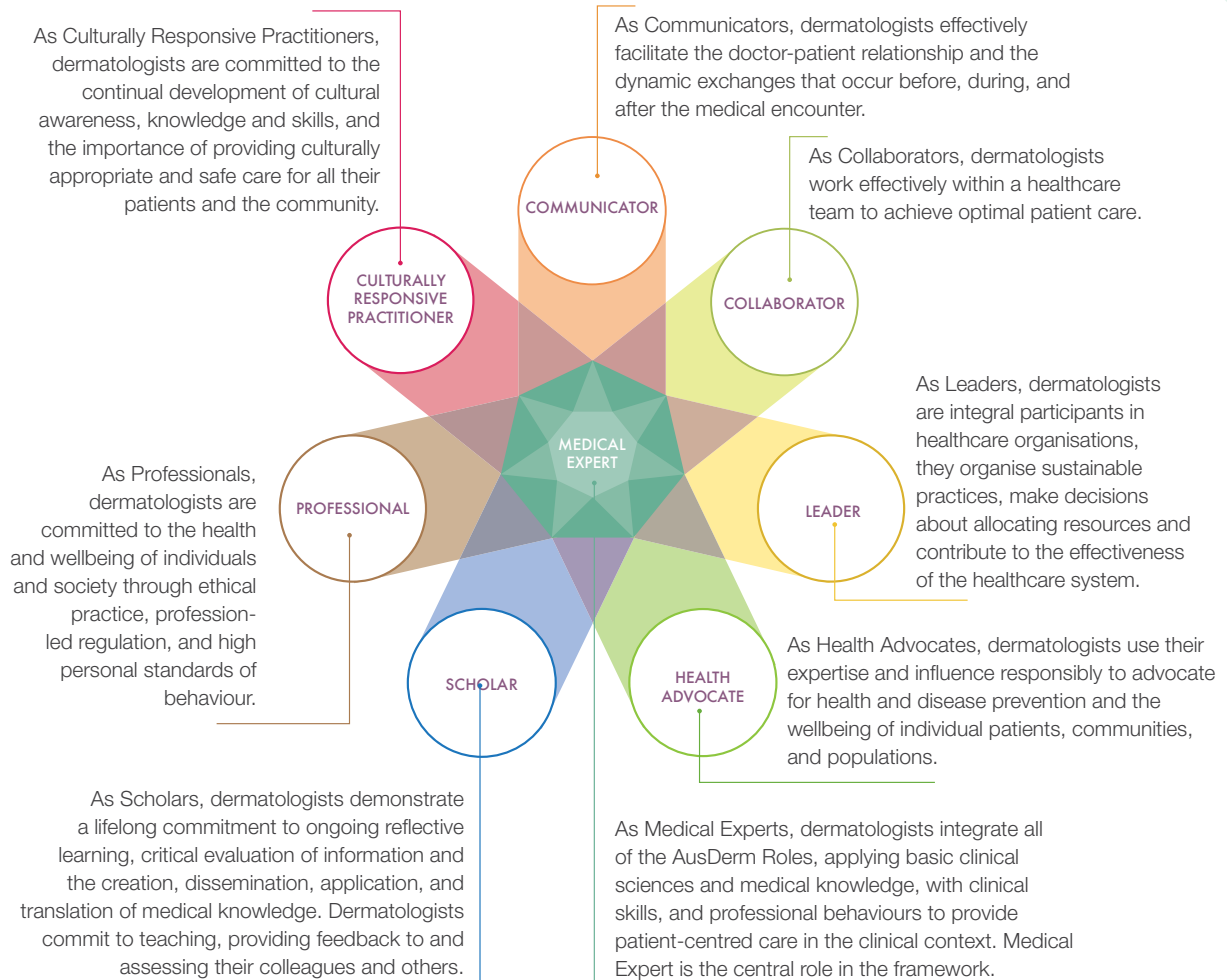 As Culturally Responsive Practitioners,
dermatologists are committed to the
continual development of cultural
awareness, knowledge and skills, and
the importance of providing culturally
appropriate and safe care for all their
patients and the community.
As Communicators, dermatologists effectively
facilitate the doctor-patient relationship and the
dynamic exchanges that occur before, during, and
after the medical encounter.
As Collaborators, dermatologists
work effectively within a healthcare
team to achieve optimal patient care.
COMMUNICATOR
CULTURALLY
RESPONSIVE
PRACTITIONER
COLLABORATOR
As Leaders, dermatologists
are integral participants in
healthcare organisations,
they organise sustainable
practices, make decisions
about allocating resources and
contribute to the effectiveness
of the healthcare system.
MEDICAL
EXPERT
As Professionals,
dermatologists are
committed to the health
and wellbeing of individuals
and society through ethical
practice, profession-
led regulation, and high
personal standards of
behaviour.
PROFESSIONAL
LEADER
SCHOLAR
HEALTH
ADVOCATE
As Health Advocates, dermatologists use their
expertise and influence responsibly to advocate
for health and disease prevention and the
wellbeing of individual patients, communities,
and populations.
As Scholars, dermatologists demonstrate
a lifelong commitment to ongoing reflective
learning, critical evaluation of information and
the creation, dissemination, application, and
translation of medical knowledge. Dermatologists
commit to teaching, providing feedback to and
assessing their colleagues and others.
As Medical Experts, dermatologists integrate all
of the AusDerm Roles, applying basic clinical
sciences and medical knowledge, with clinical
skills, and professional behaviours to provide
patient-centred care in the clinical context. Medical
Expert is the central role in the framework.